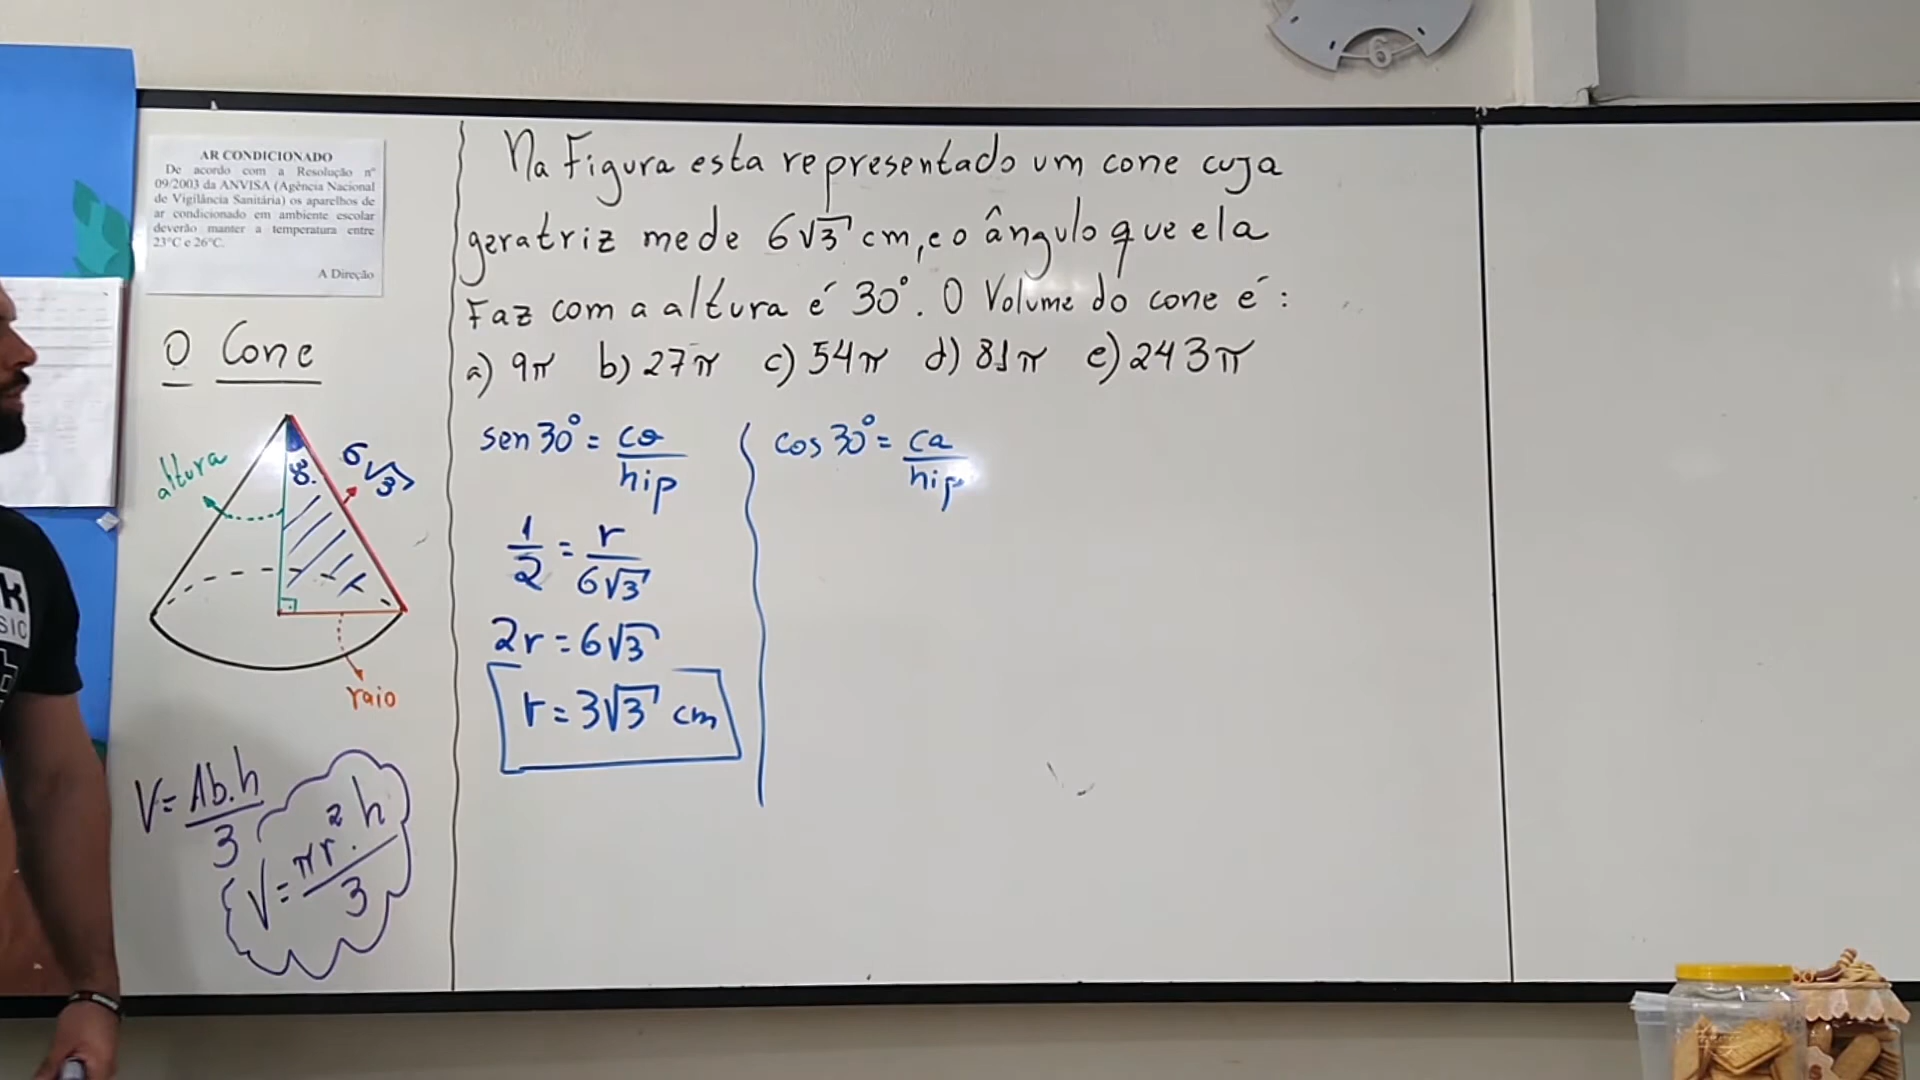 AR CONDICIONADO
De acordo com a Resolução nº
09/2003 da ANVISA (Agência Nacional
de Vigilância Sanitária) os aparelhos de
ar condicionado em ambiente escolar
deverão manter a temperatura entre
23°C e 26°C.
A Direção
O Cone
altura
30°
6√3
raio
V = Ab.h / 3
V = πr².h / 3
Na Figura esta representado um cone cuja
geratriz mede 6√3 cm, e o ângulo que ela
Faz com a altura é 30°. O Volume do cone é:
a) 9π b) 27π c) 54π d) 81π e) 243π
sen 30° = co / hip
1/2 = r / 6√3
2r = 6√3
r = 3√3 cm
cos 30° = ca / hip
6
k
SIC